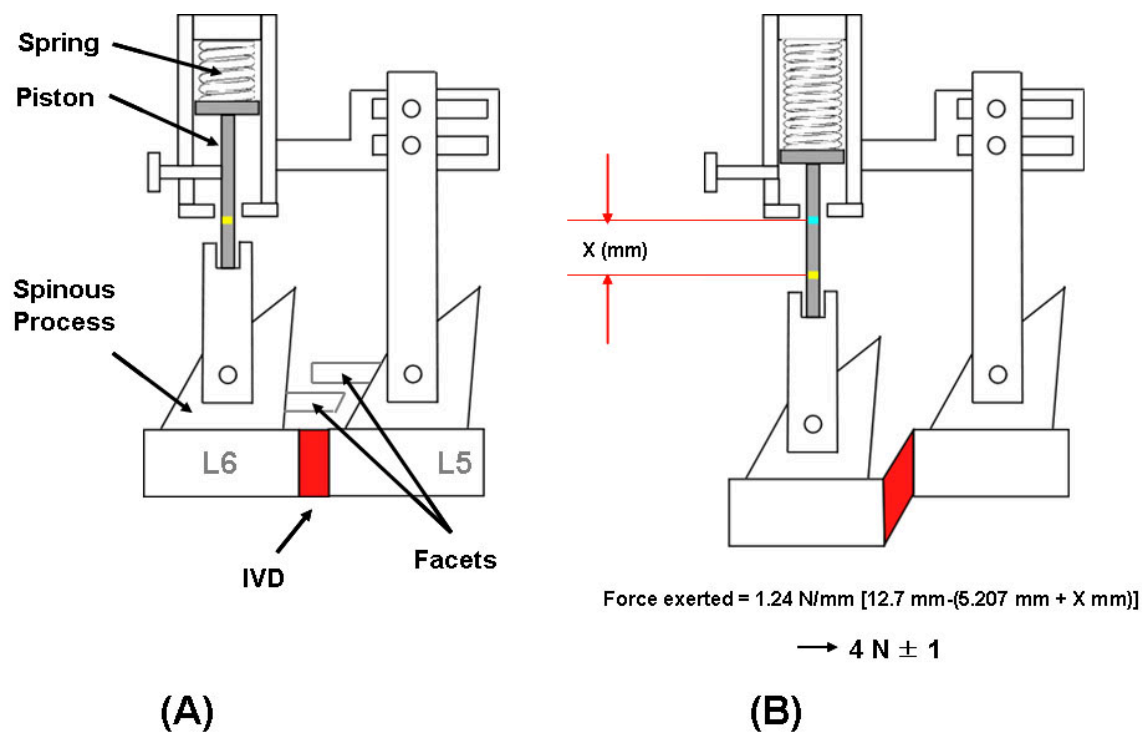 Spring
Piston
Spinous
Process
L6
L5
IVD
Facets
(A)
X (mm)
Force exerted = 1.24 N/mm [12.7 mm-(5.207 mm + X mm)]
→ 4 N ± 1
(B)